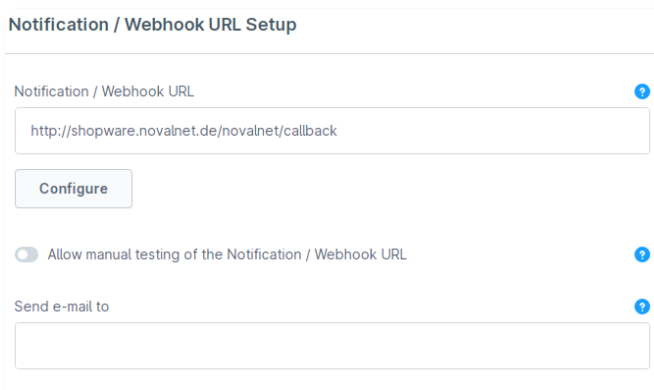 Notification / Webhook URL Setup
Notification / Webhook URL
?
http://shopware.novalnet.de/novalnet/callback
Configure
Allow manual testing of the Notification / Webhook URL
?
Send e-mail to
?